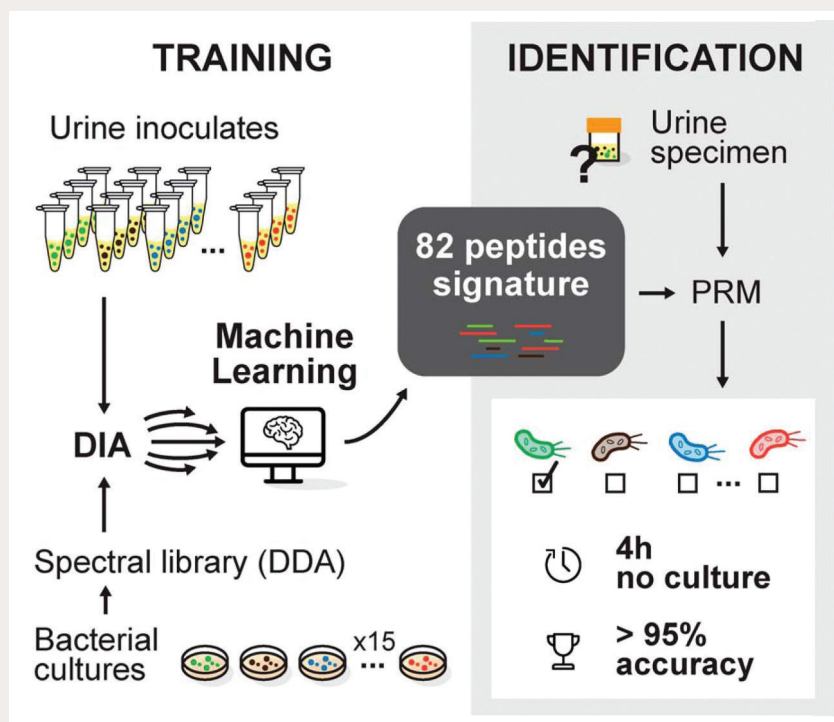 TRAINING
Urine inoculates
...
Machine
Learning
DIA
Spectral library (DDA)
Bacterial
cultures
x15
...
82 peptides
signature
IDENTIFICATION
?
Urine
specimen
PRM
...
4h
no culture
> 95%
accuracy